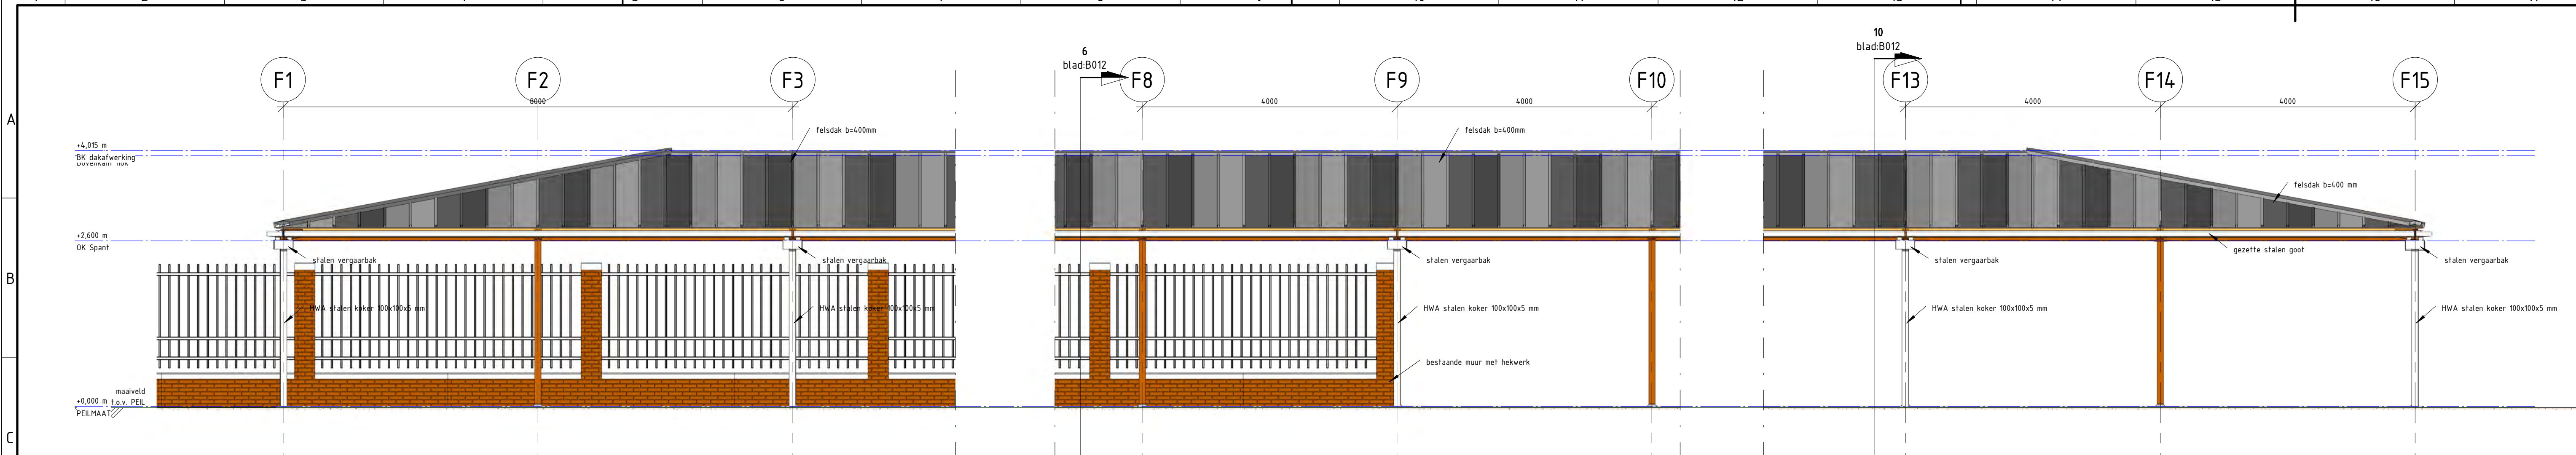 6
blad:B012
10
blad:B012
F1
F2
F3
F8
F9
F10
F13
F14
F15
8000
4000
4000
4000
4000
A
felsdak b=400mm
felsdak b=400mm
+4,015 m
BK dakafwerking
felsdak b=400 mm
B
+2,600 m
OK Spant
stalen vergaarbak
stalen vergaarbak
stalen vergaarbak
stalen vergaarbak
gezette stalen goot
stalen vergaarbak
HWA stalen koker 100x100x5 mm
HWA stalen koker 100x100x5 mm
HWA stalen koker 100x100x5 mm
HWA stalen koker 100x100x5 mm
HWA stalen koker 100x100x5 mm
bestaande muur met hekwerk
maaiveld
+0,000 m t.o.v. PEIL
PEILMAAT
C